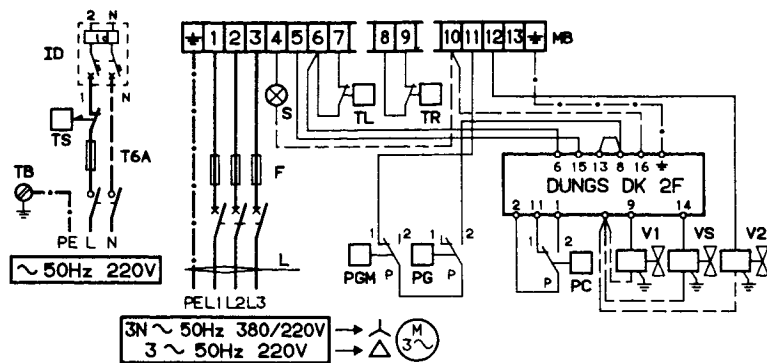 2 N
ID
Id
1 N
TS
T6A
TB
PE L N
∼ 50Hz 220V
1 2 3 4 5 6 7 8 9 10 11 12 13 MB
S
TL
TR
F
L
PE L1 L2 L3
3N ∼ 50Hz 380/220V
3 ∼ 50Hz 220V
M
3∼
1 2
PGM
P
1 2
PG
P
6 15 13 8 16
DUNGS DK 2F
2 11 1 9 14
1 2
PC
P
V1
VS
V2